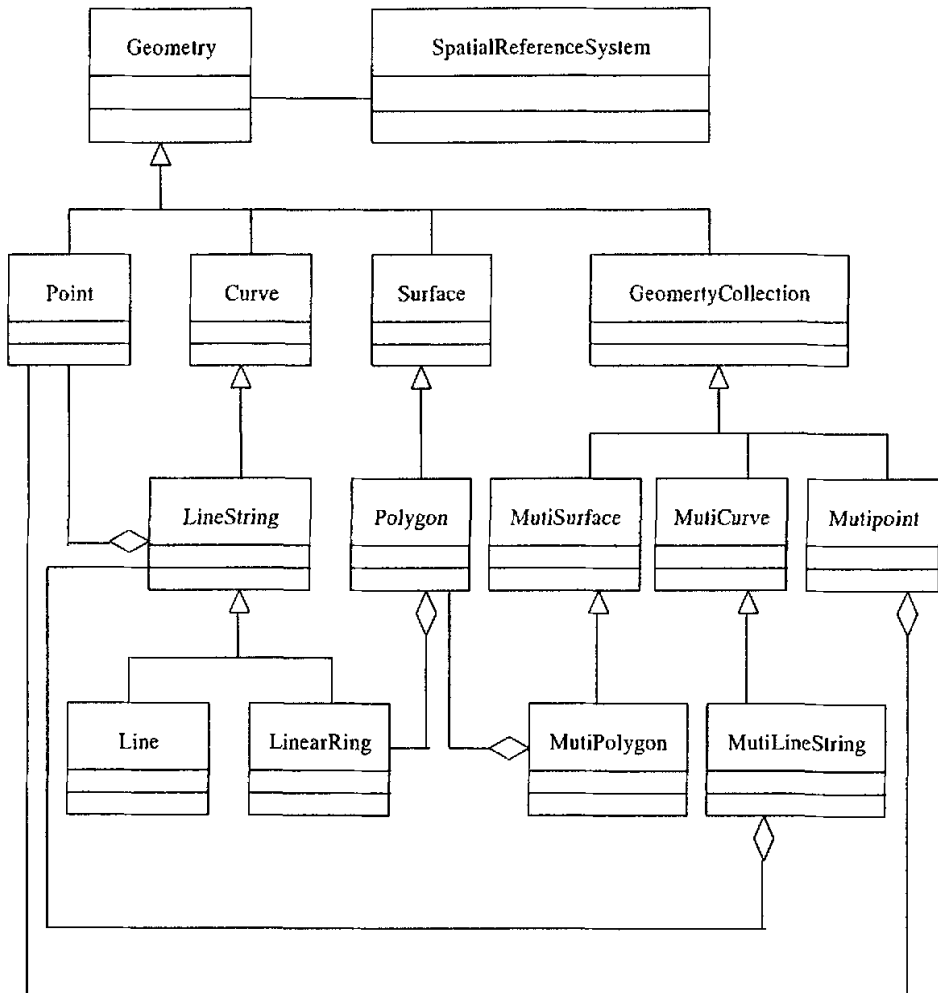 Geometry
SpatialReferenceSystem
Point
Curve
Surface
GeomertyCollection
LineString
Polygon
MutiSurface
MutiCurve
Mutipoint
Line
LinearRing
MutiPolygon
MutiLineString